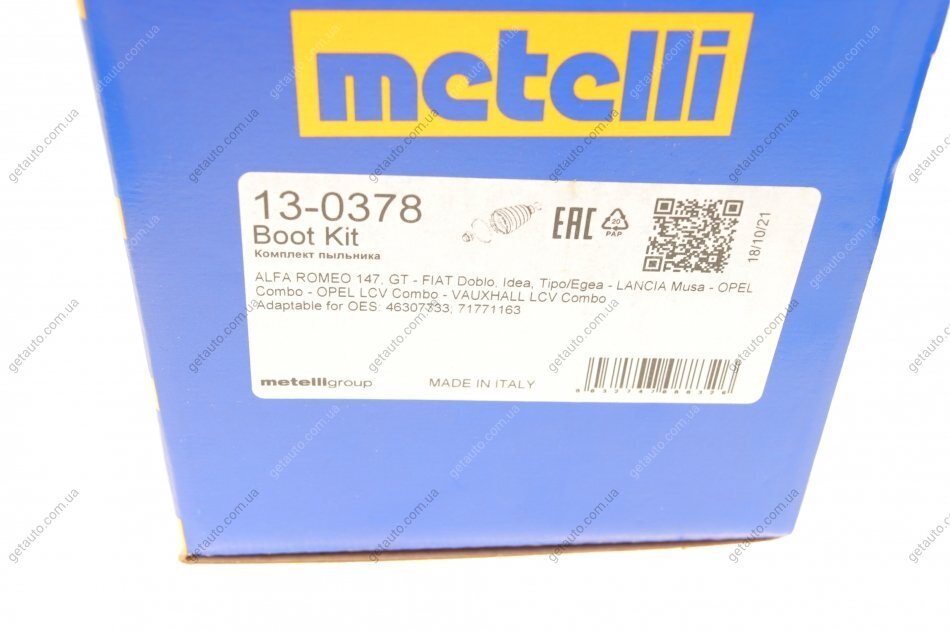 metelli
13-0378
Boot Kit
Комплект пыльника
EAC
20
PAP
18/10/21
ALFA ROMEO 147, GT - FIAT Doblo, Idea, Tipo/Egea - LANCIA Musa - OPEL
Combo - OPEL LCV Combo - VAUXHALL LCV Combo
Adaptable for OES: 46307333, 71771163
metelligroup
MADE IN ITALY
getauto.com.ua